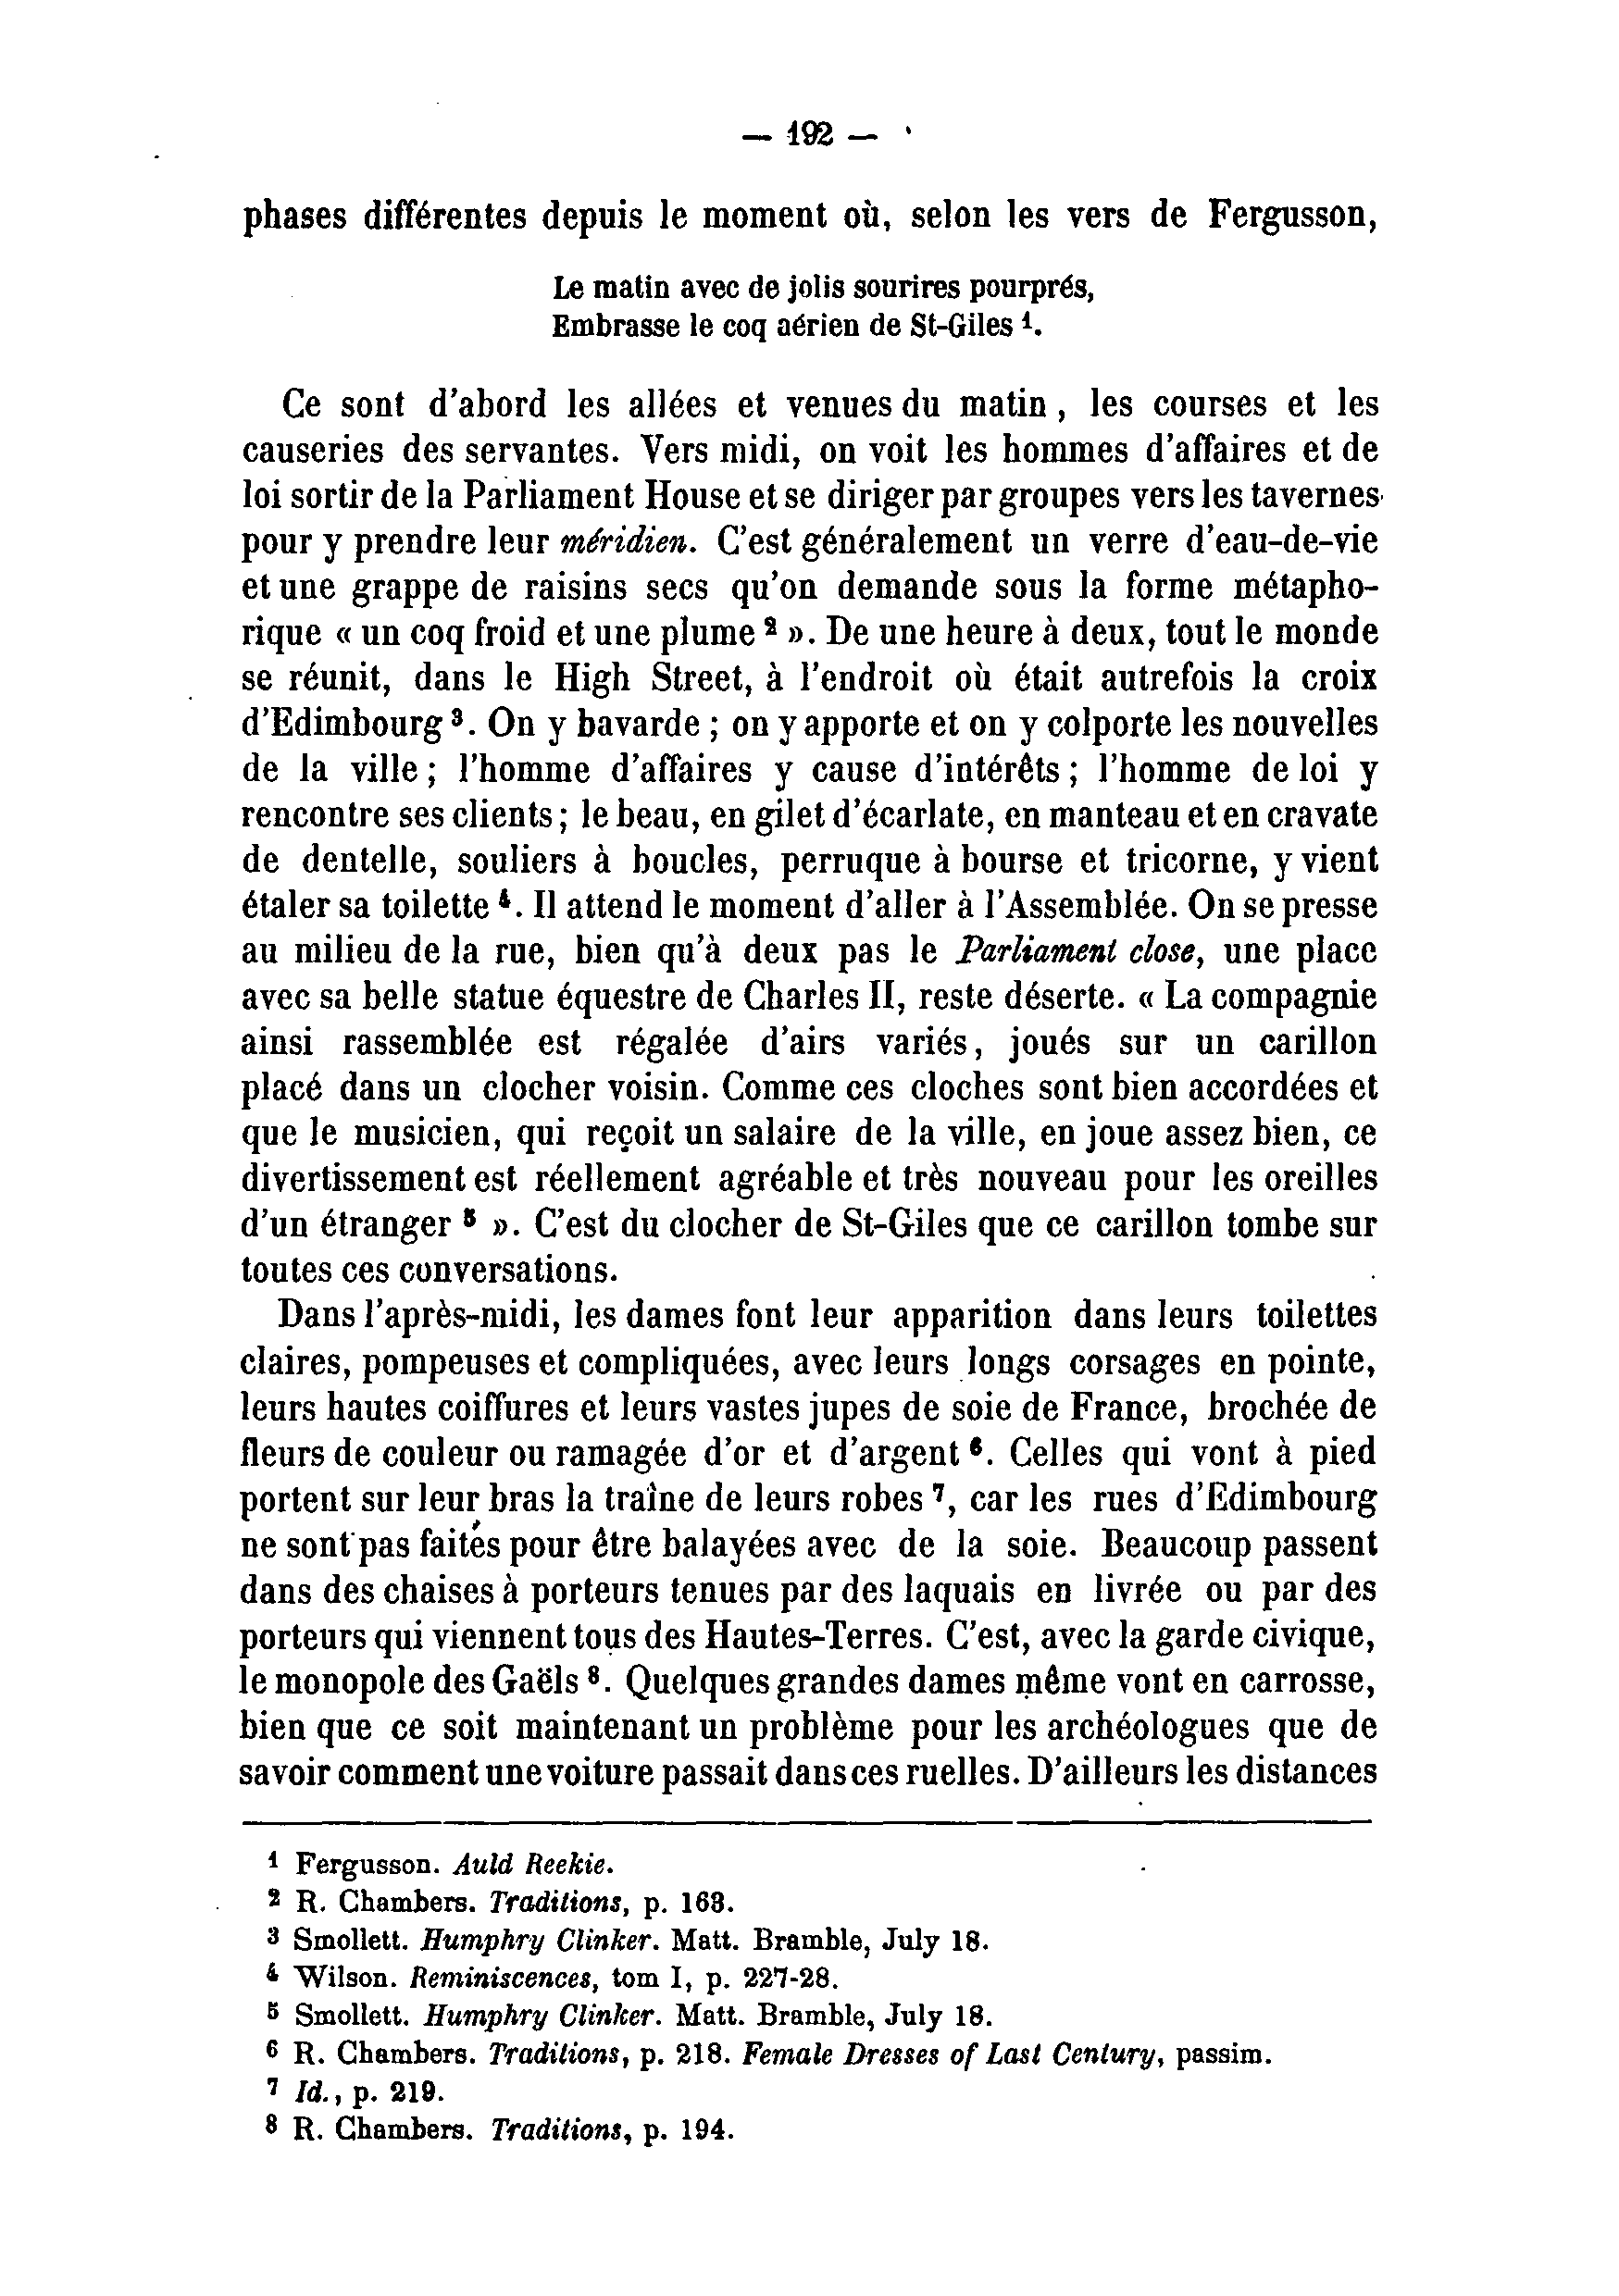 — 192 —
phases différentes depuis le moment où, selon les vers de Fergusson,
Le matin avec de jolis sourires pourprés,
Embrasse le coq aérien de St-Giles ¹.
Ce sont d'abord les allées et venues du matin, les courses et les
causeries des servantes. Vers midi, on voit les hommes d'affaires et de
loi sortir de la Parliament House et se diriger par groupes vers les tavernes
pour y prendre leur méridien. C'est généralement un verre d'eau-de-vie
et une grappe de raisins secs qu'on demande sous la forme métapho-
rique « un coq froid et une plume ² ». De une heure à deux, tout le monde
se réunit, dans le High Street, à l'endroit où était autrefois la croix
d'Edimbourg ³. On y bavarde ; on y apporte et on y colporte les nouvelles
de la ville ; l'homme d'affaires y cause d'intérêts ; l'homme de loi y
rencontre ses clients ; le beau, en gilet d'écarlate, en manteau et en cravate
de dentelle, souliers à boucles, perruque à bourse et tricorne, y vient
étaler sa toilette ⁴. Il attend le moment d'aller à l'Assemblée. On se presse
au milieu de la rue, bien qu'à deux pas le Parliament close, une place
avec sa belle statue équestre de Charles II, reste déserte. « La compagnie
ainsi rassemblée est régalée d'airs variés, joués sur un carillon
placé dans un clocher voisin. Comme ces cloches sont bien accordées et
que le musicien, qui reçoit un salaire de la ville, en joue assez bien, ce
divertissement est réellement agréable et très nouveau pour les oreilles
d'un étranger ⁵ ». C'est du clocher de St-Giles que ce carillon tombe sur
toutes ces conversations.
Dans l'après-midi, les dames font leur apparition dans leurs toilettes
claires, pompeuses et compliquées, avec leurs longs corsages en pointe,
leurs hautes coiffures et leurs vastes jupes de soie de France, brochée de
fleurs de couleur ou ramagée d'or et d'argent ⁶. Celles qui vont à pied
portent sur leur bras la traîne de leurs robes ⁷, car les rues d'Edimbourg
ne sont pas faites pour être balayées avec de la soie. Beaucoup passent
dans des chaises à porteurs tenues par des laquais en livrée ou par des
porteurs qui viennent tous des Hautes-Terres. C'est, avec la garde civique,
le monopole des Gaëls ⁸. Quelques grandes dames même vont en carrosse,
bien que ce soit maintenant un problème pour les archéologues que de
savoir comment une voiture passait dans ces ruelles. D'ailleurs les distances
¹ Fergusson. Auld Reekie.
² R. Chambers. Traditions, p. 163.
³ Smollett. Humphry Clinker. Matt. Bramble, July 18.
⁴ Wilson. Reminiscences, tom I, p. 227-28.
⁵ Smollett. Humphry Clinker. Matt. Bramble, July 18.
⁶ R. Chambers. Traditions, p. 218. Female Dresses of Last Century, passim.
⁷ Id., p. 219.
⁸ R. Chambers. Traditions, p. 194.